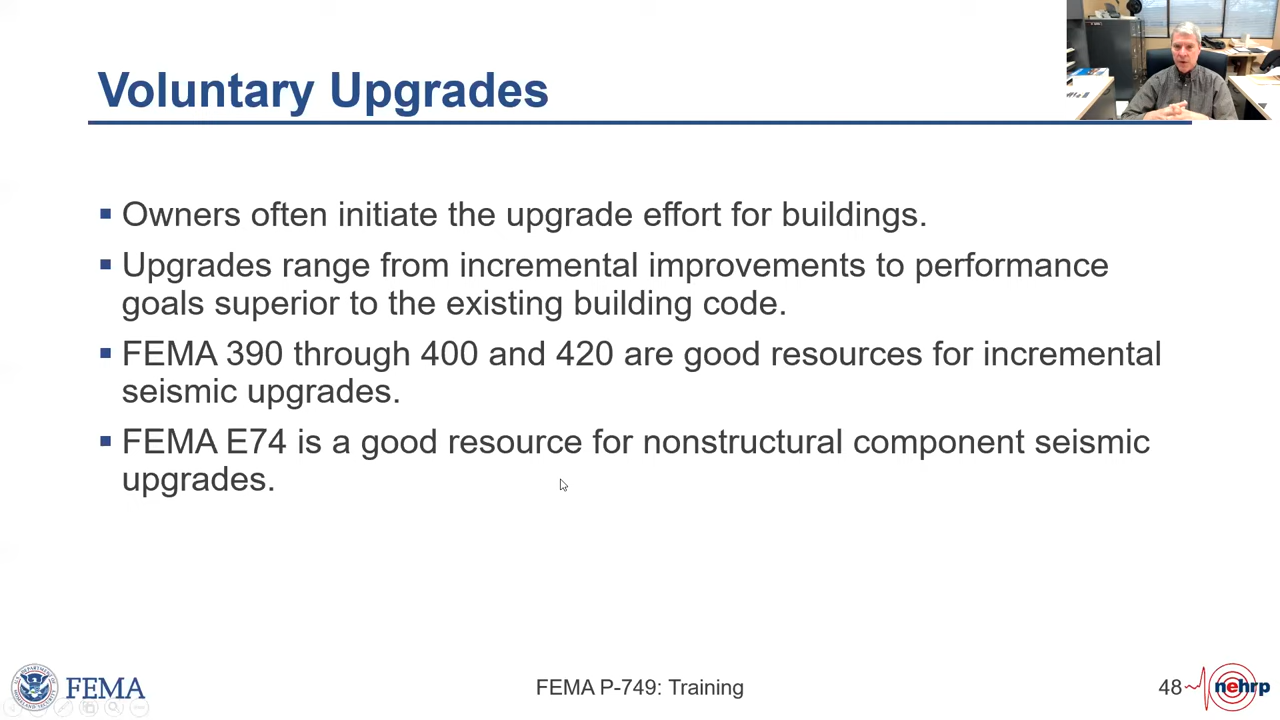 Voluntary Upgrades
▪ Owners often initiate the upgrade effort for buildings.
▪ Upgrades range from incremental improvements to performance
goals superior to the existing building code.
▪ FEMA 390 through 400 and 420 are good resources for incremental
seismic upgrades.
▪ FEMA E74 is a good resource for nonstructural component seismic
upgrades.
FEMA
FEMA P-749: Training
48
nehrp